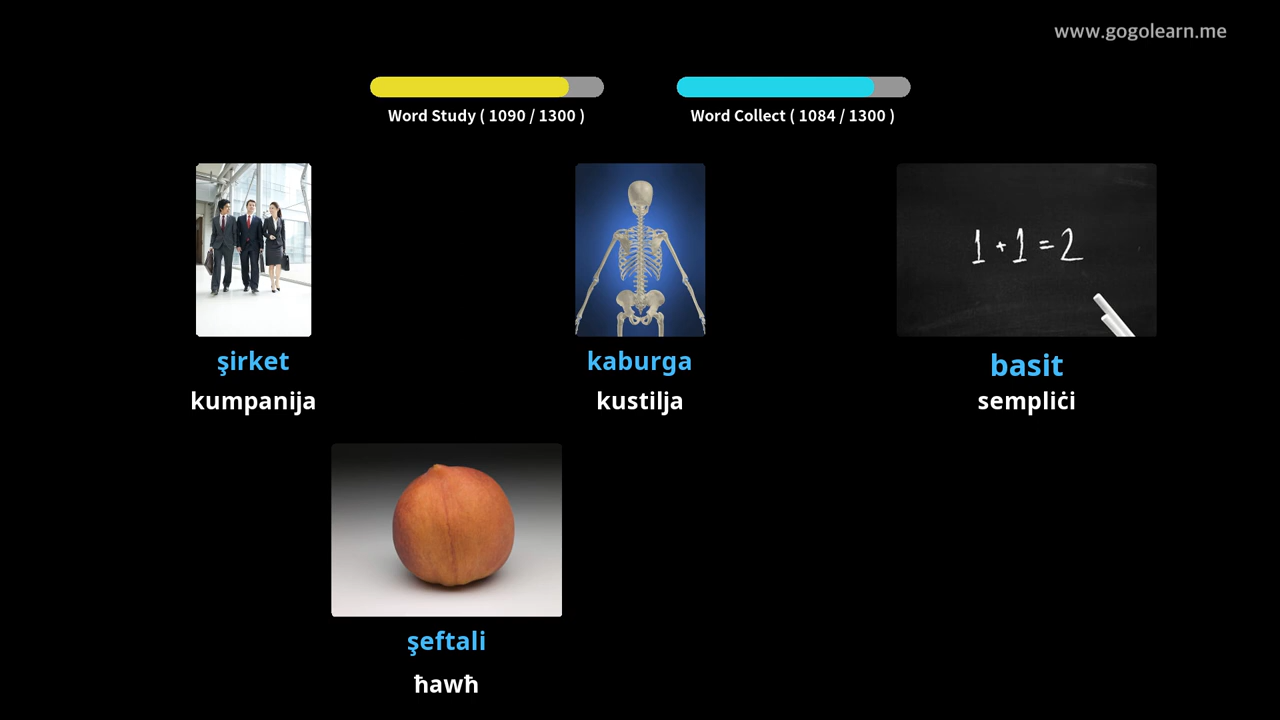 www.gogolearn.me
Word Study ( 1090 / 1300 )
Word Collect ( 1084 / 1300 )
1 + 1 = 2
şirket
kaburga
basit
kumpanija
kustilja
sempliċi
şeftali
ħawħ